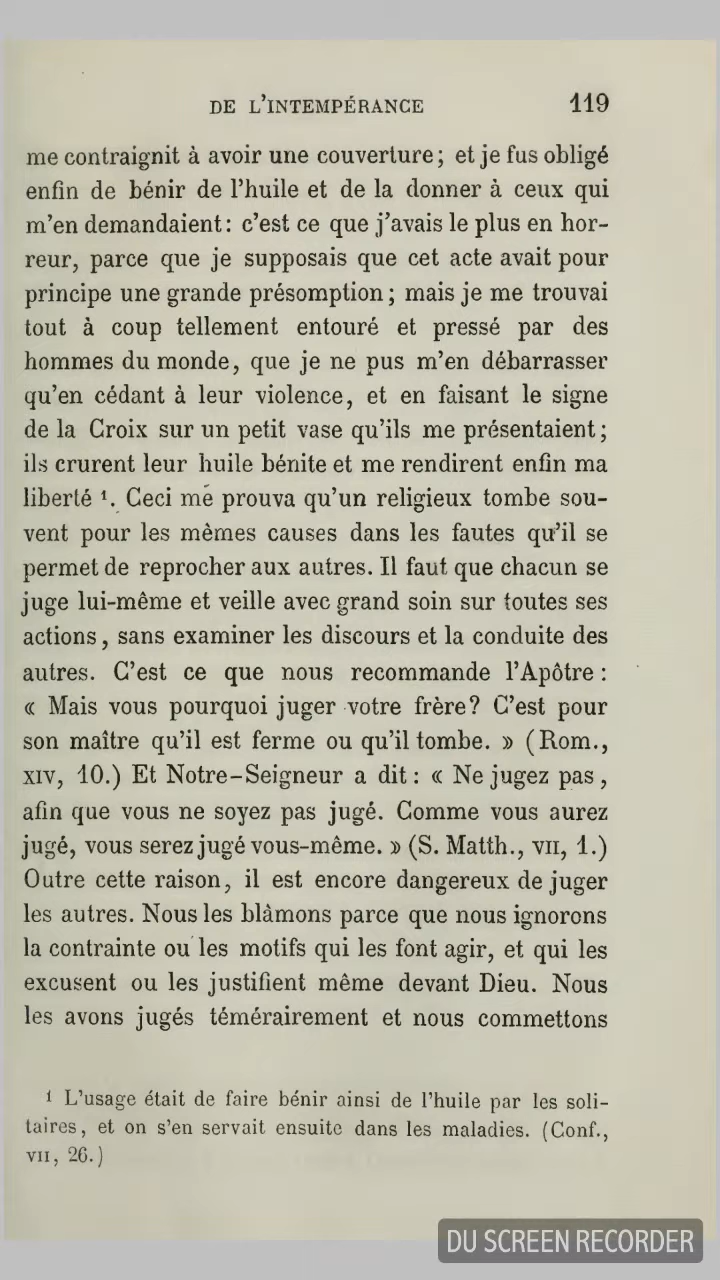 DE L'INTEMPÉRANCE 119
me contraignit à avoir une couverture; et je fus obligé
enfin de bénir de l'huile et de la donner à ceux qui
m'en demandaient: c'est ce que j'avais le plus en hor-
reur, parce que je supposais que cet acte avait pour
principe une grande présomption; mais je me trouvai
tout à coup tellement entouré et pressé par des
hommes du monde, que je ne pus m'en débarrasser
qu'en cédant à leur violence, et en faisant le signe
de la Croix sur un petit vase qu'ils me présentaient;
ils crurent leur huile bénite et me rendirent enfin ma
liberté ¹. Ceci me prouva qu'un religieux tombe sou-
vent pour les mêmes causes dans les fautes qu'il se
permet de reprocher aux autres. Il faut que chacun se
juge lui-même et veille avec grand soin sur toutes ses
actions, sans examiner les discours et la conduite des
autres. C'est ce que nous recommande l'Apôtre:
« Mais vous pourquoi juger votre frère? C'est pour
son maître qu'il est ferme ou qu'il tombe. » (Rom.,
XIV, 10.) Et Notre-Seigneur a dit: « Ne jugez pas,
afin que vous ne soyez pas jugé. Comme vous aurez
jugé, vous serez jugé vous-même. » (S. Matth., VII, 1.)
Outre cette raison, il est encore dangereux de juger
les autres. Nous les blâmons parce que nous ignorons
la contrainte ou les motifs qui les font agir, et qui les
excusent ou les justifient même devant Dieu. Nous
les avons jugés témérairement et nous commettons
¹ L'usage était de faire bénir ainsi de l'huile par les soli-
taires, et on s'en servait ensuite dans les maladies. (Conf.,
VII, 26.)
DU SCREEN RECORDER